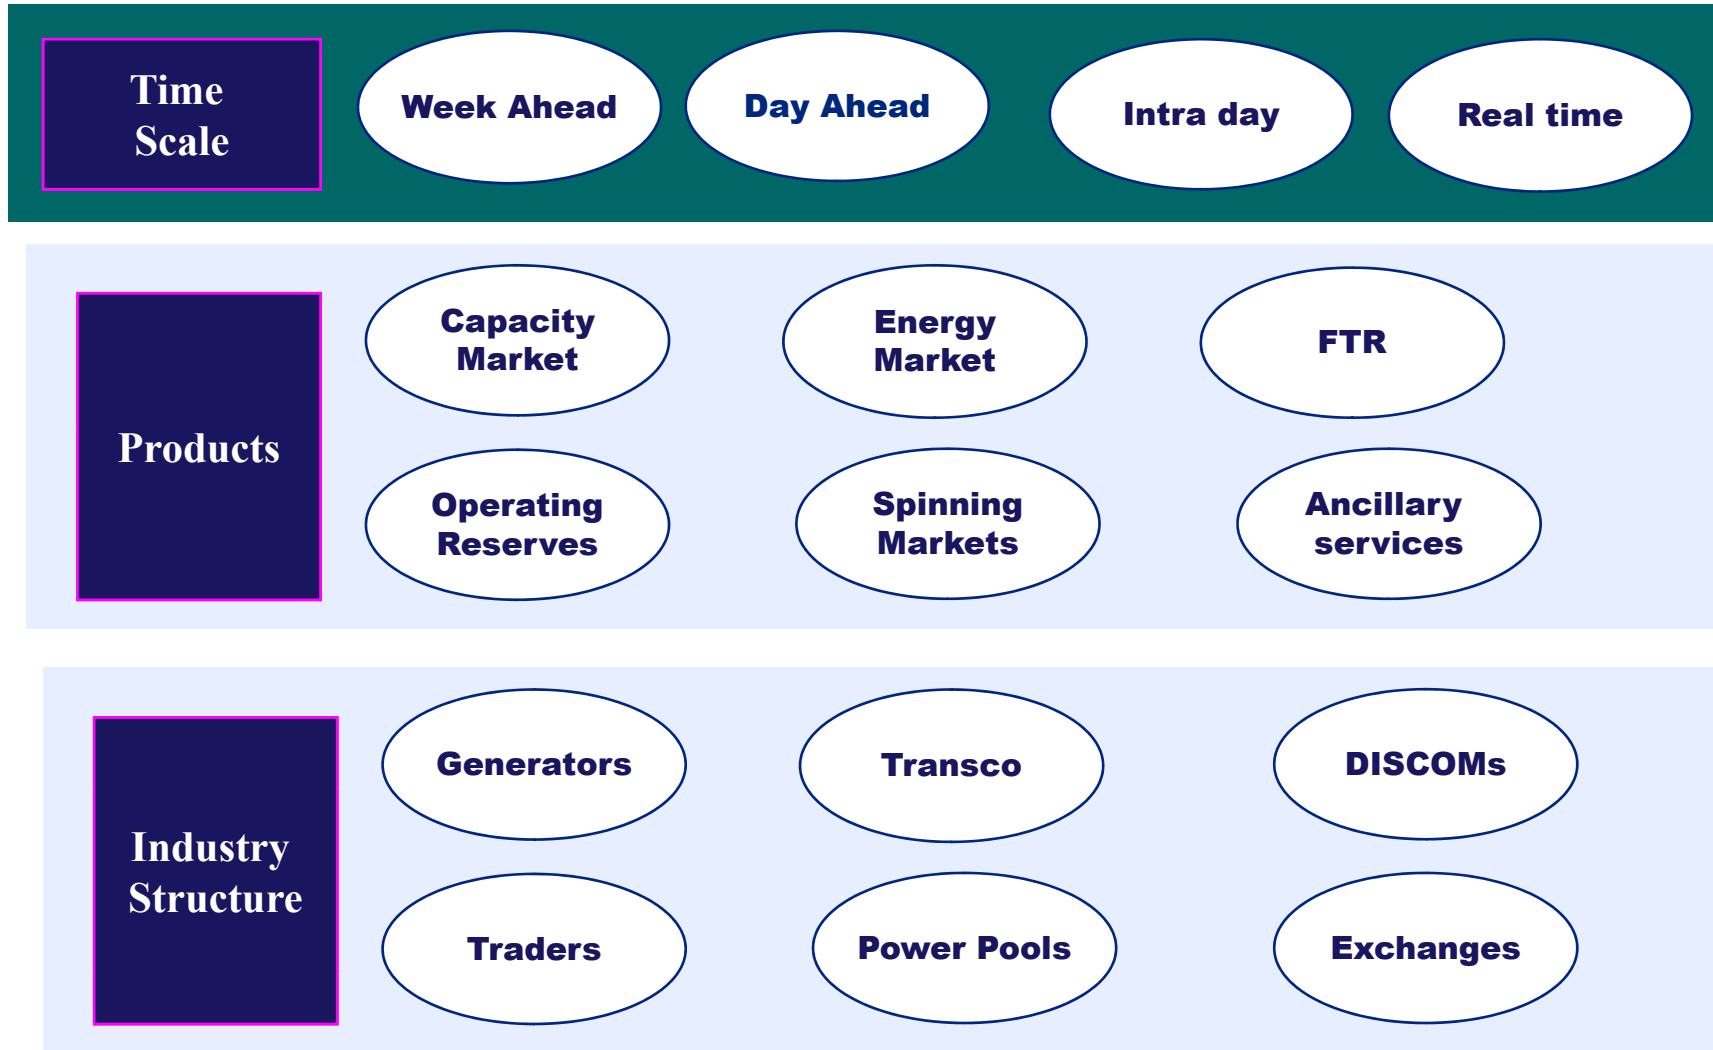 Time
Scale
Week Ahead
Day Ahead
Intra day
Real time
Products
Capacity
Market
Energy
Market
FTR
Operating
Reserves
Spinning
Markets
Ancillary
services
Industry
Structure
Generators
Transco
DISCOMs
Traders
Power Pools
Exchanges